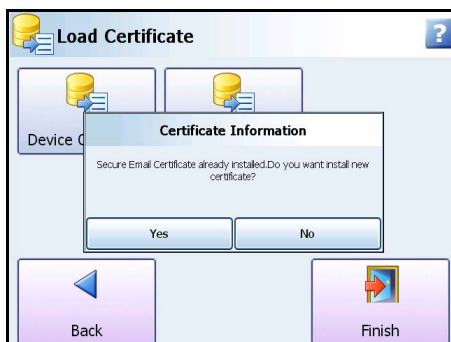 Load Certificate
?
Device C
Certificate Information
Secure Email Certificate already installed.Do you want install new
certificate?
Yes
No
Back
Finish